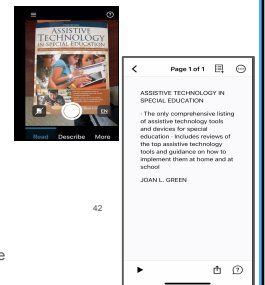 ASSISTIVE
TECHNOLOGY
IN SPECIAL EDUCATION
EN
Read Describe More
Page 1 of 1
ASSISTIVE TECHNOLOGY IN
SPECIAL EDUCATION
- The only comprehensive listing
of assistive technology tools
and devices for special
education - Includes reviews of
the top assistive technology
tools and guidance on how to
implement them at home and at
school
JOAN L. GREEN
42
e